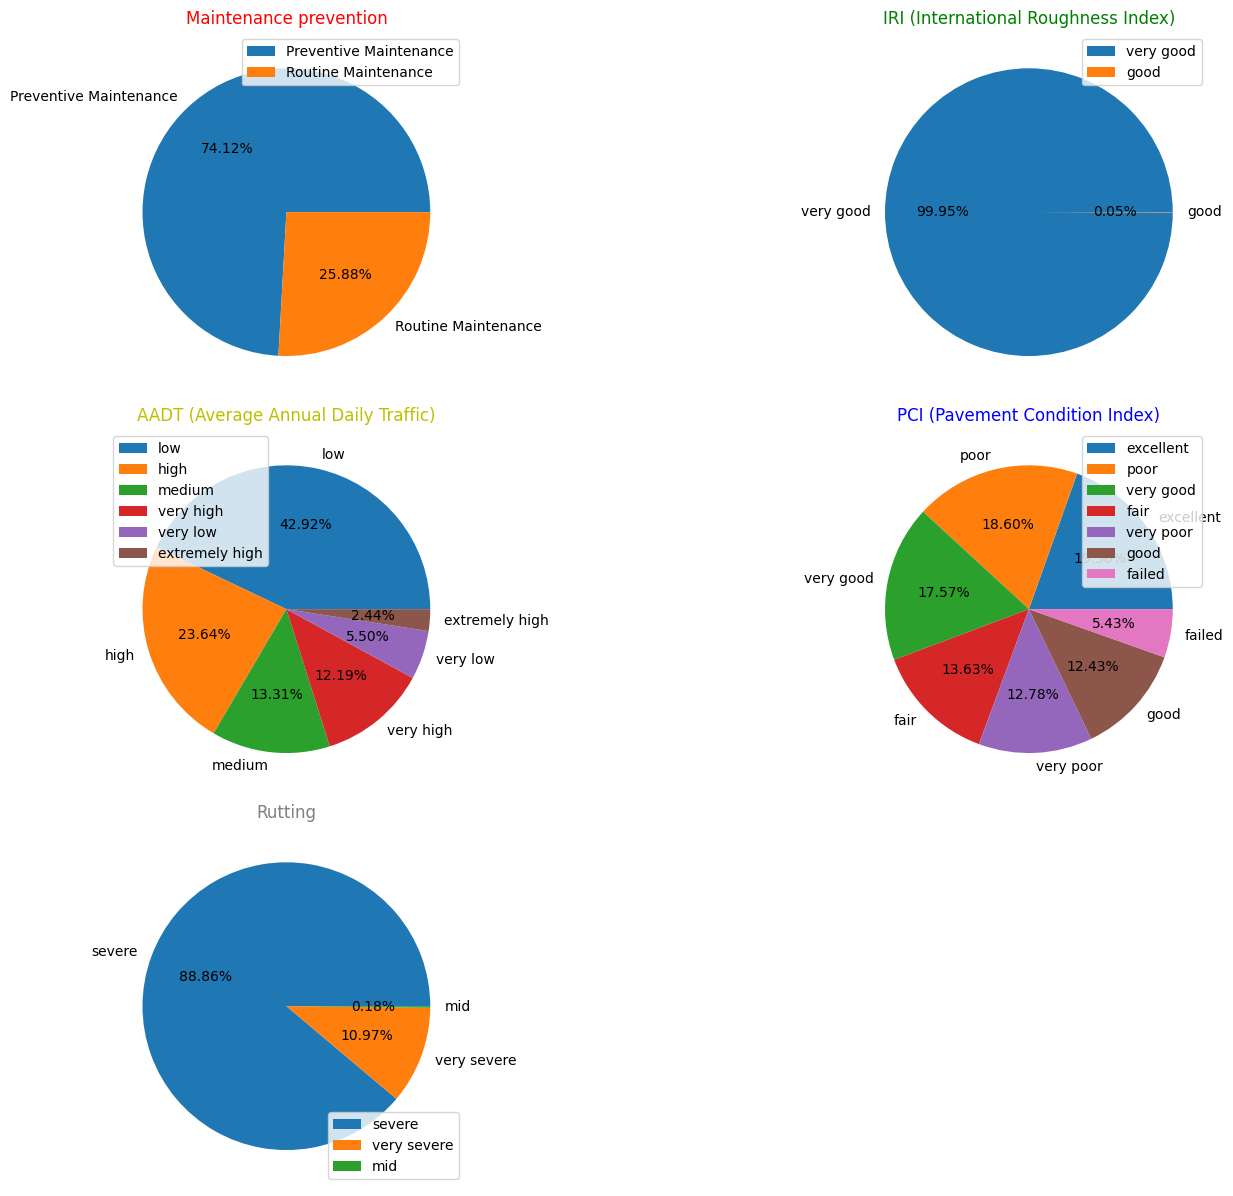 Maintenance prevention
Preventive Maintenance
Routine Maintenance
Preventive Maintenance
74.12%
25.88%
Routine Maintenance
IRI (International Roughness Index)
very good
good
very good
99.95%
0.05%
good
AADT (Average Annual Daily Traffic)
low
high
medium
very high
very low
extremely high
low
42.92%
23.64%
high
13.31%
medium
12.19%
very high
5.50%
very low
2.44%
extremely high
PCI (Pavement Condition Index)
excellent
poor
very good
fair
very poor
good
failed
excellent
poor
18.60%
very good
17.57%
13.63%
fair
12.78%
very poor
12.43%
good
5.43%
failed
Rutting
severe
88.86%
0.18%
mid
10.97%
very severe
severe
very severe
mid